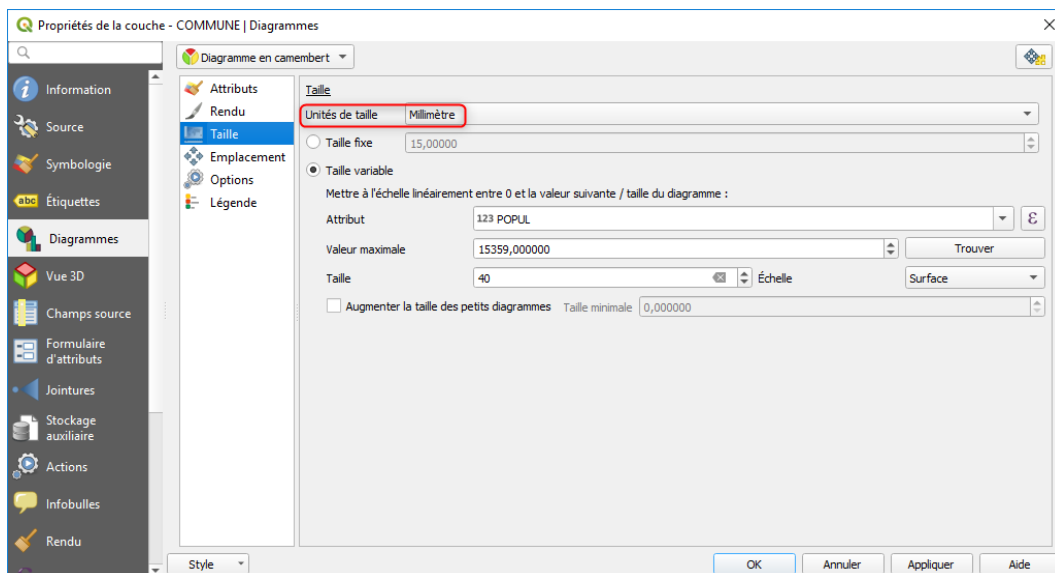 Propriétés de la couche - COMMUNE | Diagrammes
Diagramme en camembert
Information
Source
Symbologie
abc Étiquettes
Diagrammes
Vue 3D
Champs source
Formulaire
d'attributs
Jointures
Stockage
auxiliaire
Actions
Infobulles
Rendu
Attributs
Rendu
Taille
Emplacement
Options
Légende
Taille
Unités de taille Millimètre
Taille fixe 15,00000
Taille variable
Mettre à l'échelle linéairement entre 0 et la valeur suivante / taille du diagramme :
Attribut 123 POPUL ε
Valeur maximale 15359,000000 Trouver
Taille 40 Échelle Surface
Augmenter la taille des petits diagrammes Taille minimale 0,000000
Style OK Annuler Appliquer Aide